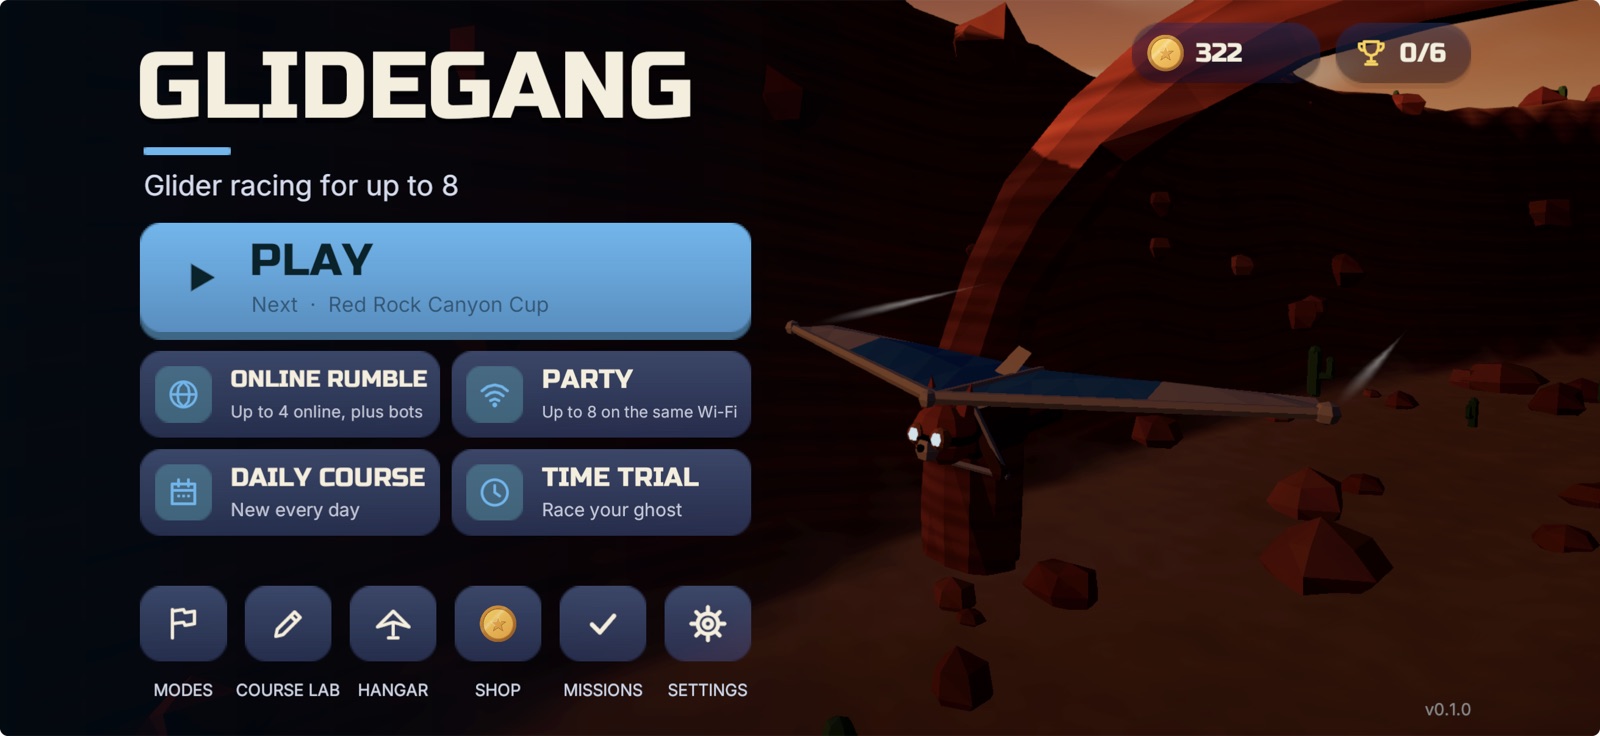 GLIDEGANG
322
0/6
Glider racing for up to 8
PLAY
Next · Red Rock Canyon Cup
ONLINE RUMBLE
Up to 4 online, plus bots
PARTY
Up to 8 on the same Wi-Fi
DAILY COURSE
New every day
TIME TRIAL
Race your ghost
MODES
COURSE LAB
HANGAR
SHOP
MISSIONS
SETTINGS
v0.1.0